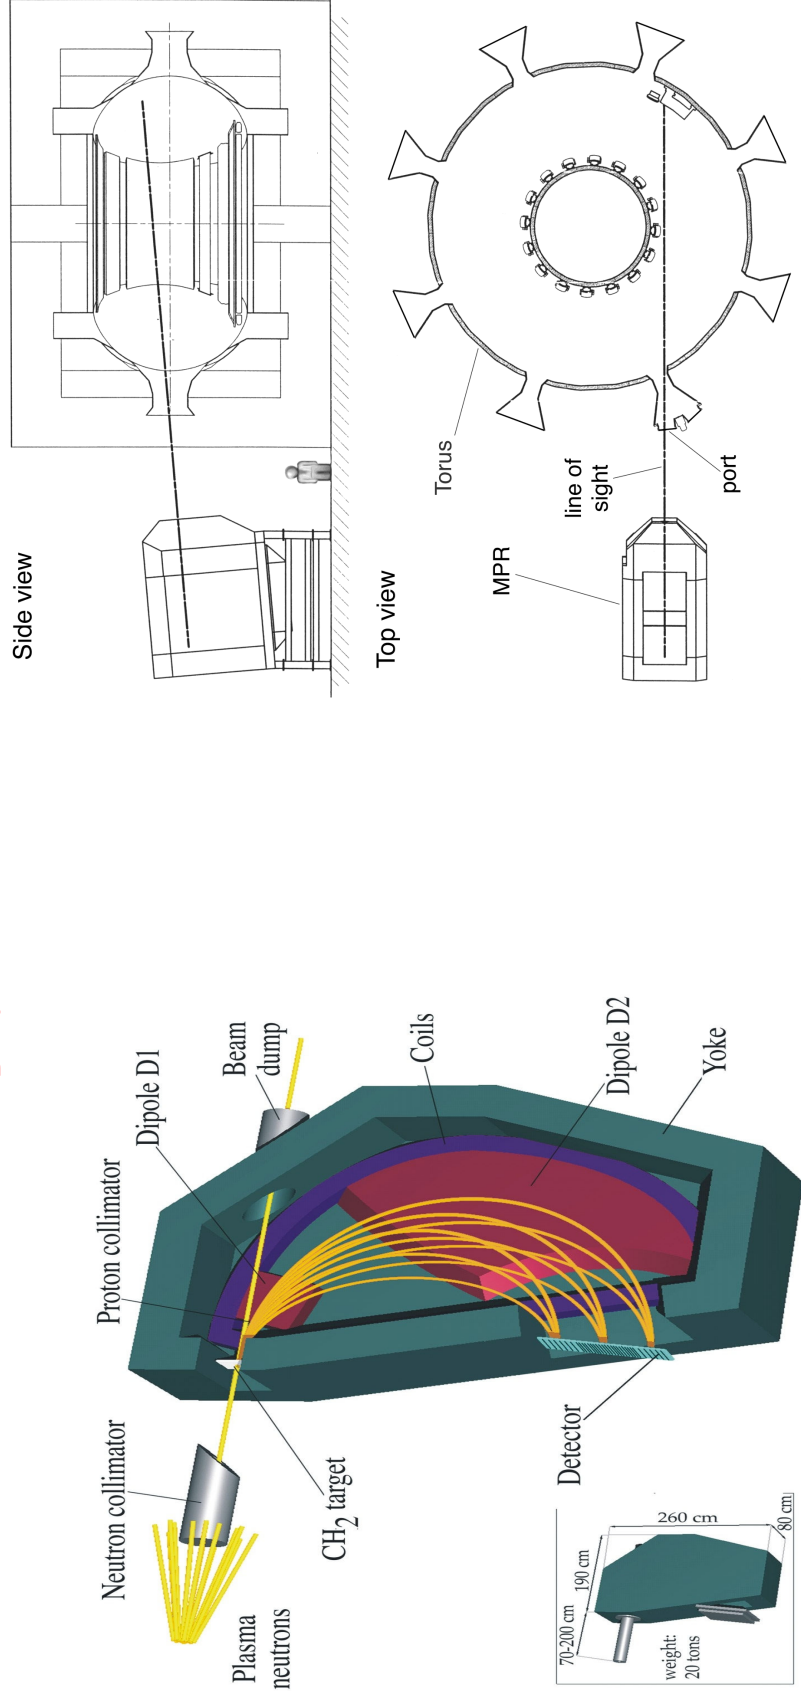 Side view
Top view
Torus
line of
sight
port
MPR
Neutron collimator
Proton collimator
Dipole D1
Beam
dump
Coils
Dipole D2
Yoke
Plasma
neutrons
CH2 target
Detector
70-200 cm
190 cm
260 cm
80 cm
weight:
20 tons